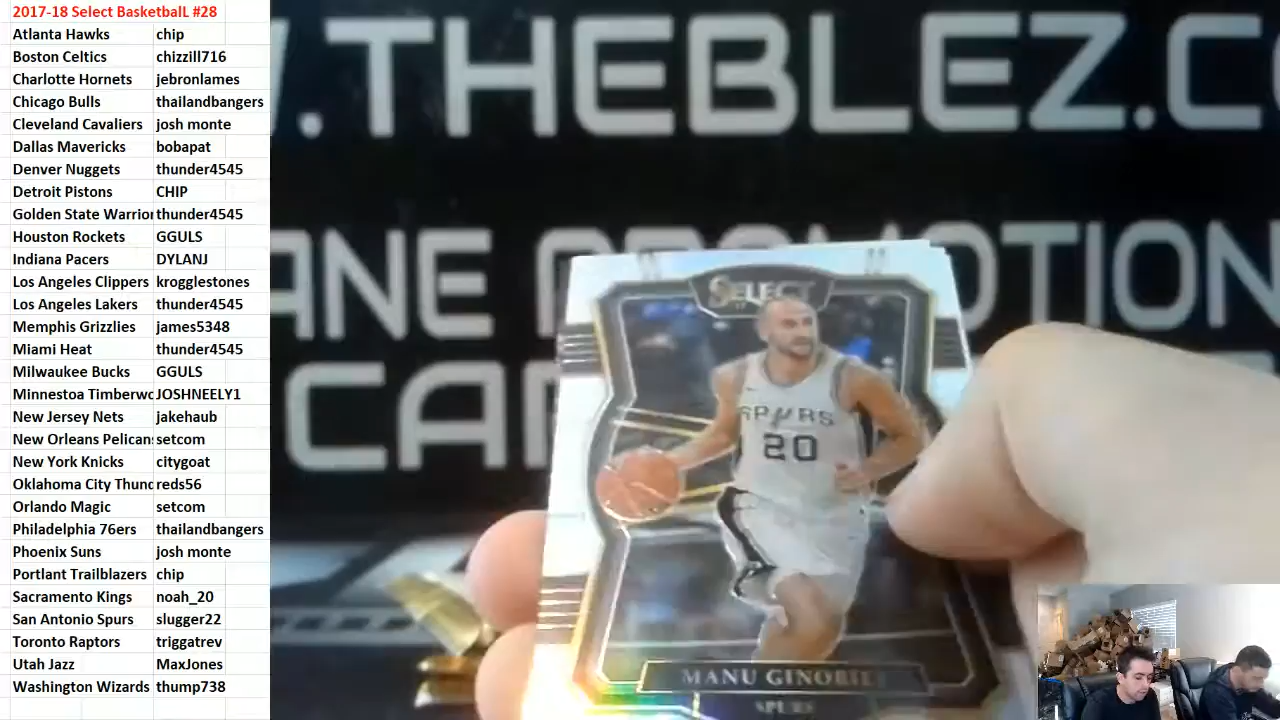 2017-18 Select BasketbalL #28
Atlanta Hawks chip
Boston Celtics chizzill716
Charlotte Hornets jebronlames
Chicago Bulls thailandbangers
Cleveland Cavaliers josh monte
Dallas Mavericks bobapat
Denver Nuggets thunder4545
Detroit Pistons CHIP
Golden State Warrior thunder4545
Houston Rockets GGULS
Indiana Pacers DYLANJ
Los Angeles Clippers krogglestones
Los Angeles Lakers thunder4545
Memphis Grizzlies james5348
Miami Heat thunder4545
Milwaukee Bucks GGULS
Minnestoa Timberwo JOSHNEELY1
New Jersey Nets jakehaub
New Orleans Pelicans setcom
New York Knicks citygoat
Oklahoma City Thund reds56
Orlando Magic setcom
Philadelphia 76ers thailandbangers
Phoenix Suns josh monte
Portlant Trailblazers chip
Sacramento Kings noah_20
San Antonio Spurs slugger22
Toronto Raptors triggatrev
Utah Jazz MaxJones
Washington Wizards thump738
.THEBLEZ.C
SELECT
SPURS
20
MANU GINOBILI
SPURS